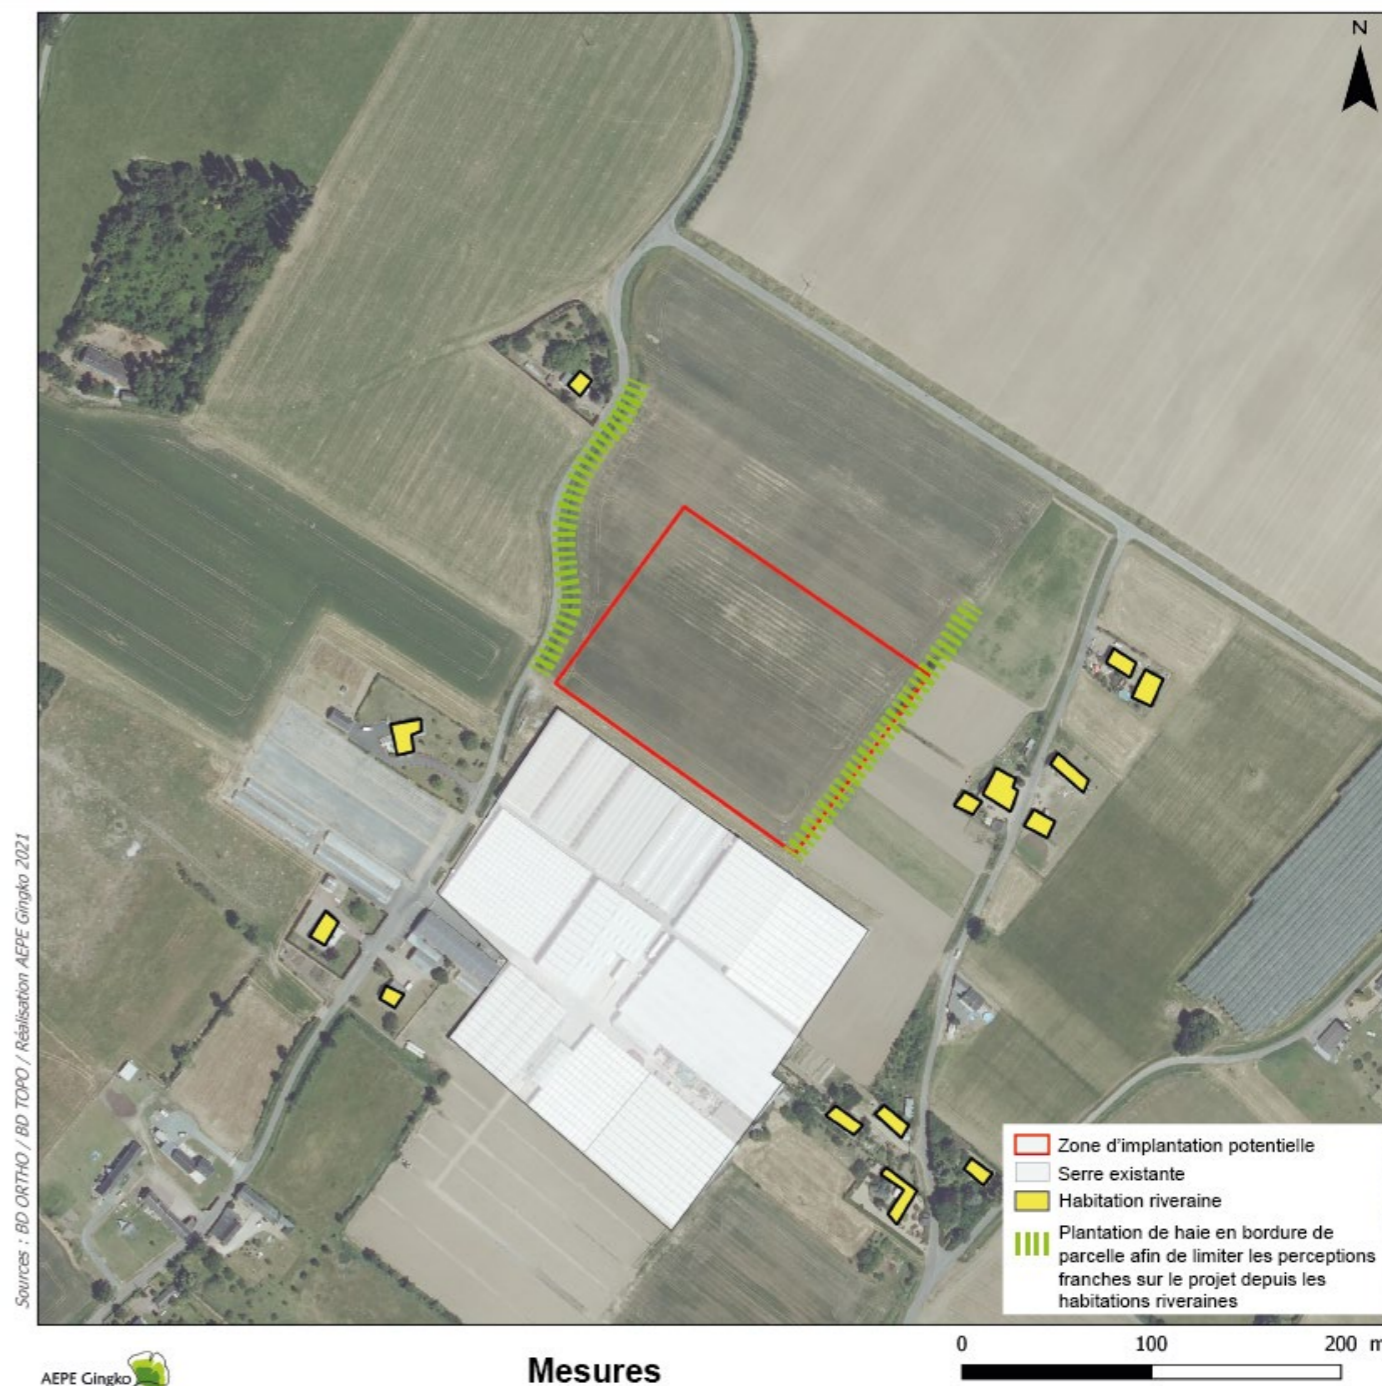 N
Sources : BD ORTHO / BD TOPO / Réalisation AEPE Gingko 2021
Zone d'implantation potentielle
Serre existante
Habitation riveraine
Plantation de haie en bordure de
parcelle afin de limiter les perceptions
franches sur le projet depuis les
habitations riveraines
AEPE Gingko
Mesures
0 100 200 m